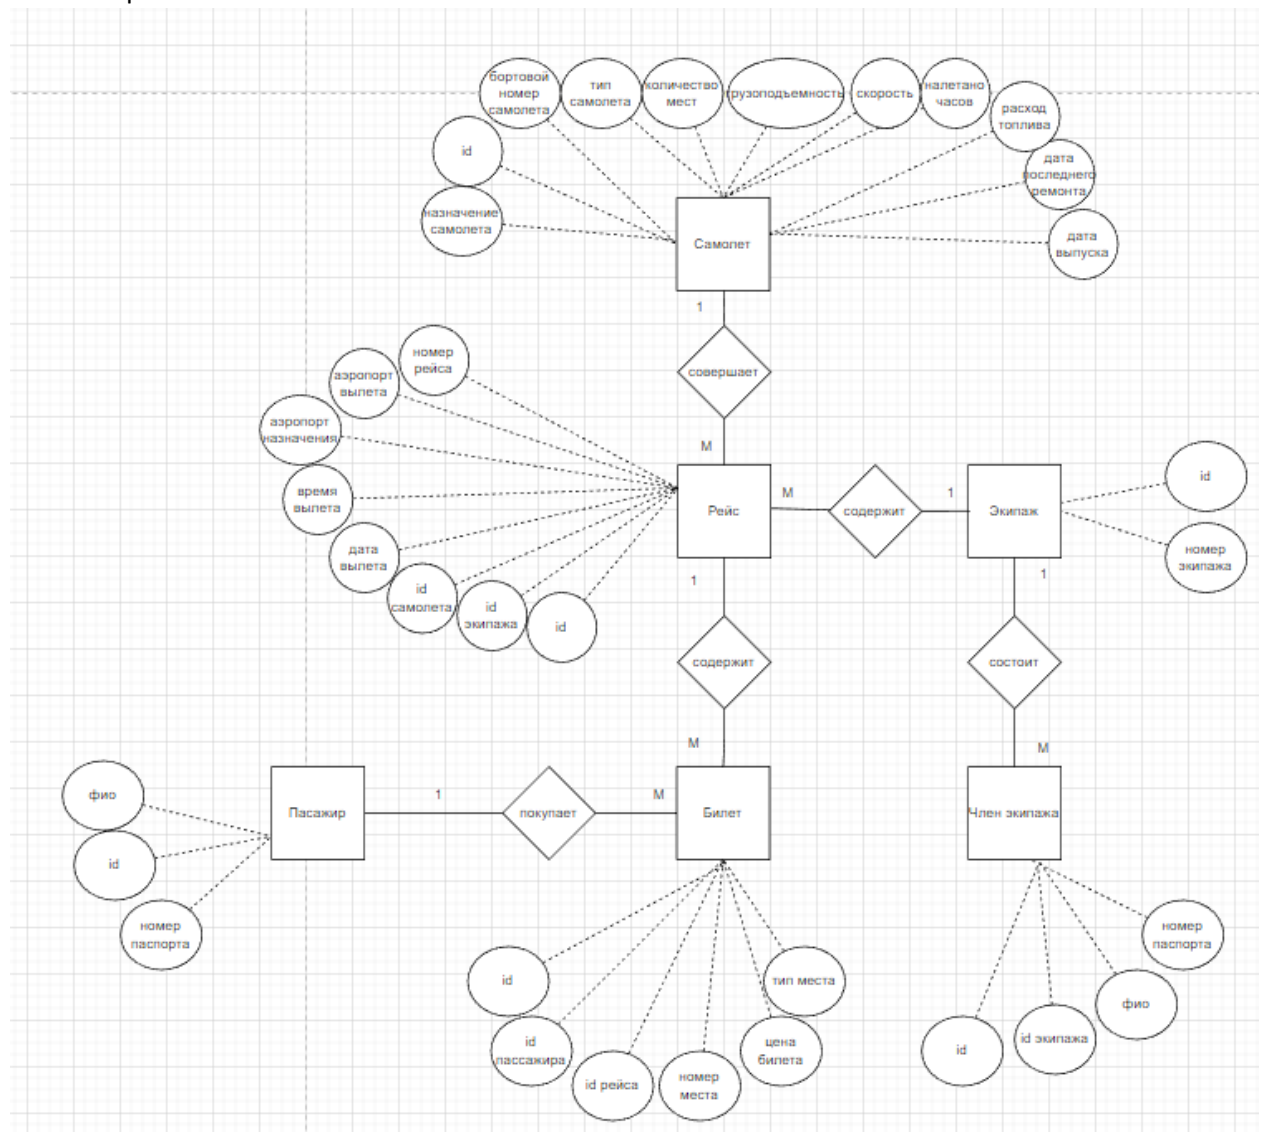 бортовой
номер
самолета
тип
самолета
количество
мест
грузоподъемность
скорость
налетано
часов
расход
топлива
id
дата
последнего
ремонта
назначение
самолета
дата
выпуска
Самолет
1
совершает
номер
рейса
аэропорт
вылета
аэропорт
назначения
М
id
время
вылета
Рейс
М
содержит
1
Экипаж
номер
экипажа
дата
вылета
id
самолета
id
экипажа
id
1
1
содержит
состоит
М
М
фио
Пасажир
1
покупает
М
Билет
Член экипажа
id
номер
паспорта
id
id
пассажира
id рейса
номер
места
цена
билета
тип места
id
id экипажа
фио
номер
паспорта